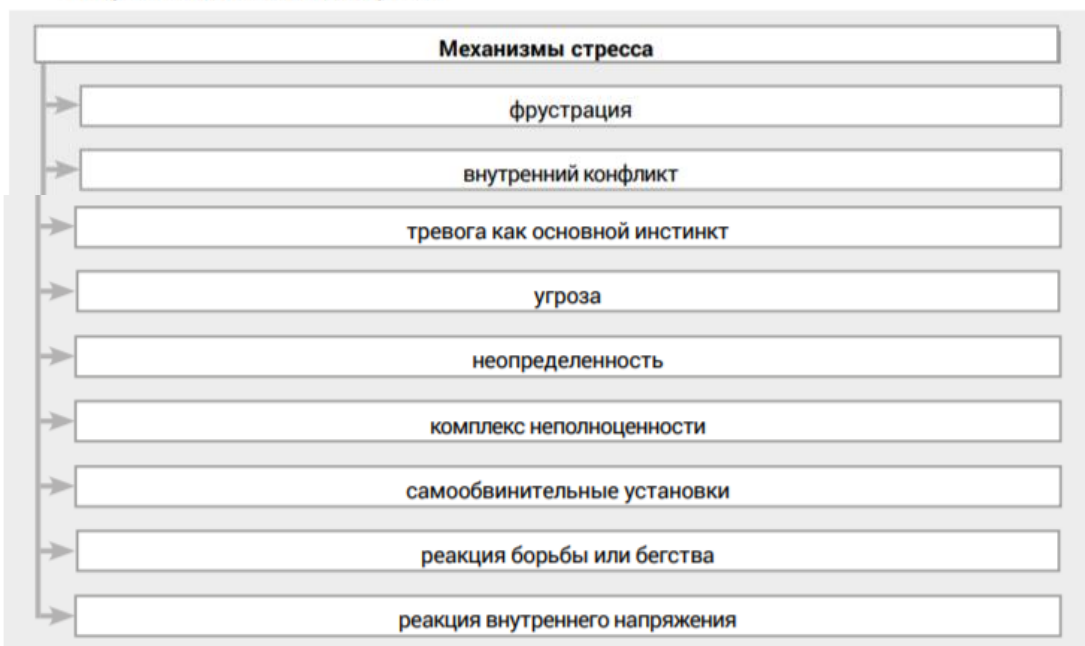 Механизмы стресса
фрустрация
внутренний конфликт
тревога как основной инстинкт
угроза
неопределенность
комплекс неполноценности
самообвинительные установки
реакция борьбы или бегства
реакция внутреннего напряжения